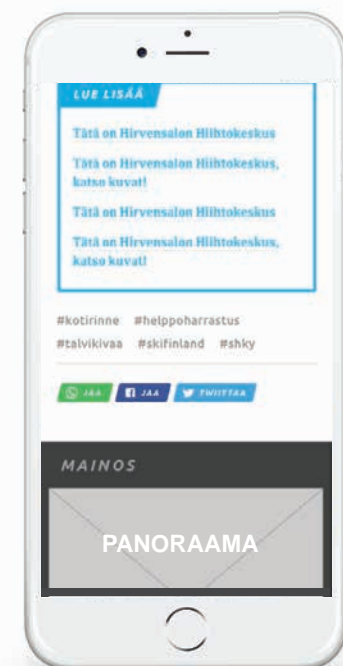 LUE LISÄÄ
Tätä on Hirvensalon Hiihtokeskus
Tätä on Hirvensalon Hiihtokeskus,
katso kuvat!
Tätä on Hirvensalon Hiihtokeskus
Tätä on Hirvensalon Hiihtokeskus,
katso kuvat!
#kotirinne #helppoharrastus
#talvikivaa #skifinland #shky
JAA JAA TWIITTAA
MAINOS
PANORAAMA